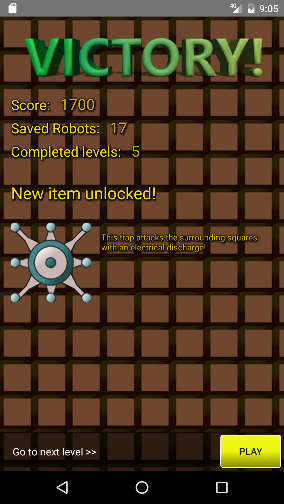 4G 9:05
VICTORY!
Score: 1700
Saved Robots: 17
Completed levels: 5
New item unlocked!
This trap attacks the surrounding squares
with an electrical discharge!
Go to next level >>
PLAY